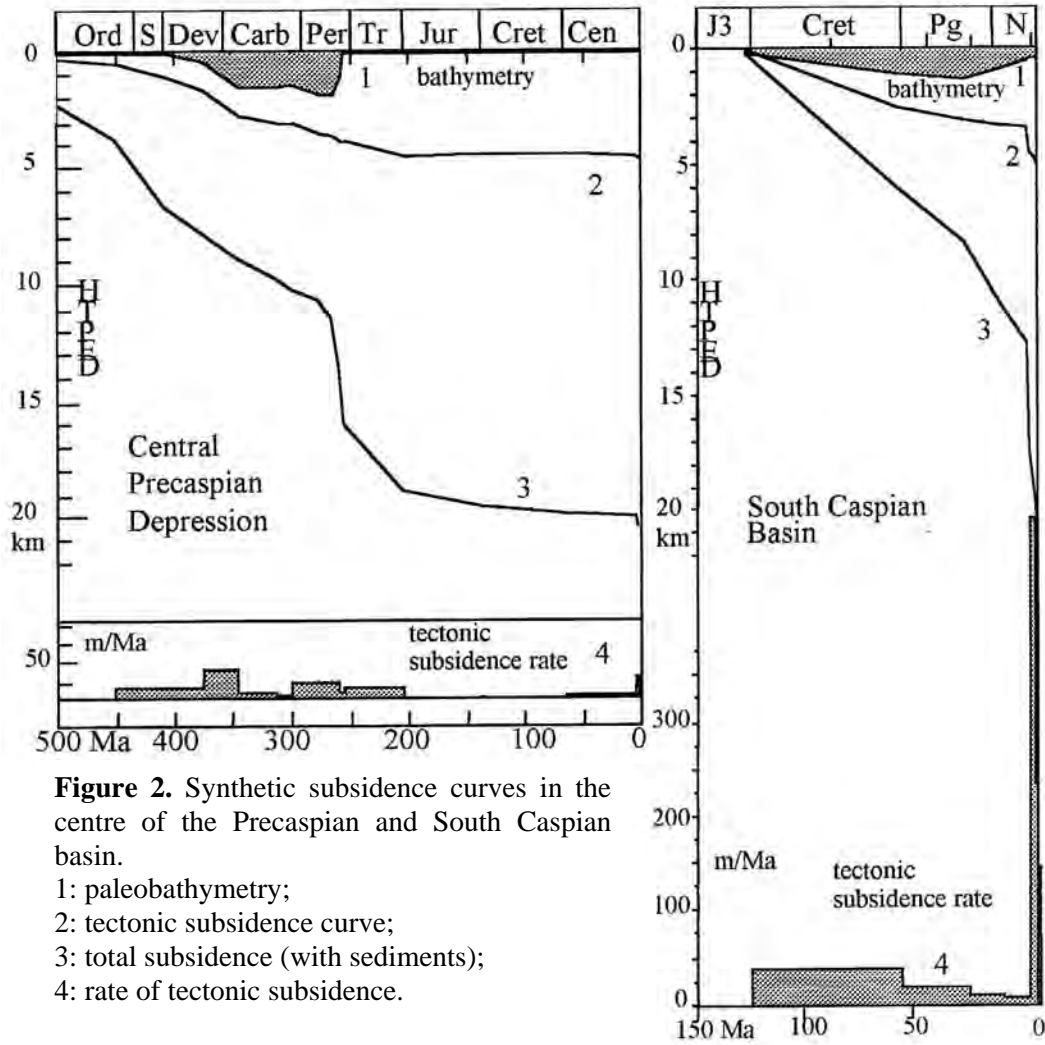 Ord S Dev Carb Per Tr Jur Cret Cen
0
1 bathymetry
5
2
10
H
T
P
E
D
15
Central
Precaspian
Depression
3
20
km
m/Ma
tectonic
subsidence rate 4
50
500 Ma 400 300 200 100 0
J3 Cret Pg N
0
1
bathymetry
2
5
10
H
T
P
E
D
3
15
South Caspian
Basin
20
km
300
200
m/Ma
tectonic
subsidence rate
100
4
0
150 Ma 100 50 0
Figure 2. Synthetic subsidence curves in the
centre of the Precaspian and South Caspian
basin.
1: paleobathymetry;
2: tectonic subsidence curve;
3: total subsidence (with sediments);
4: rate of tectonic subsidence.